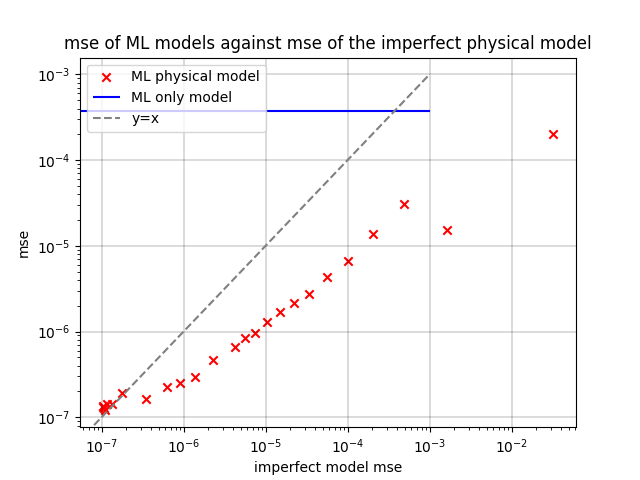 mse of ML models against mse of the imperfect physical model
ML physical model
ML only model
y=x
10⁻³
10⁻⁴
10⁻⁵
10⁻⁶
10⁻⁷
mse
10⁻⁷ 10⁻⁶ 10⁻⁵ 10⁻⁴ 10⁻³ 10⁻²
imperfect model mse